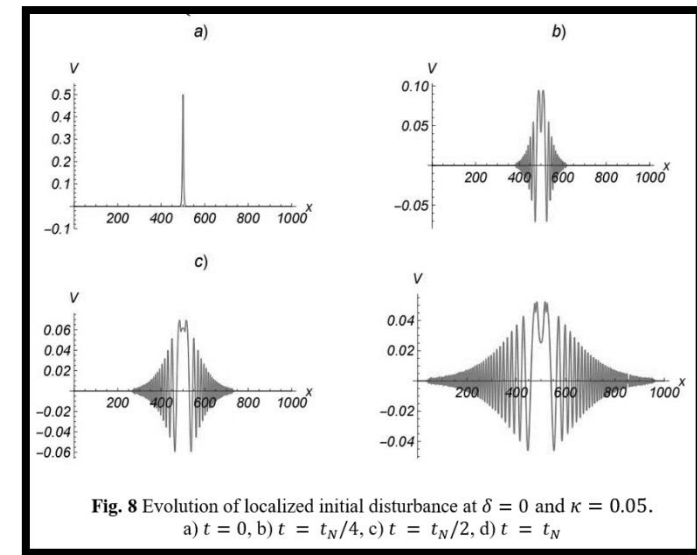 a)
b)
V
0.5
0.4
0.3
0.2
0.1
-0.1
200 400 600 800 1000 x
V
0.10
0.05
-0.05
200 400 600 800 1000 x
c)
V
0.06
0.04
0.02
-0.02
-0.04
-0.06
200 400 600 800 1000 x
V
0.04
0.02
-0.02
-0.04
200 400 600 800 1000 x
Fig. 8 Evolution of localized initial disturbance at δ = 0 and κ = 0.05.
a) t = 0, b) t = t_N/4, c) t = t_N/2, d) t = t_N